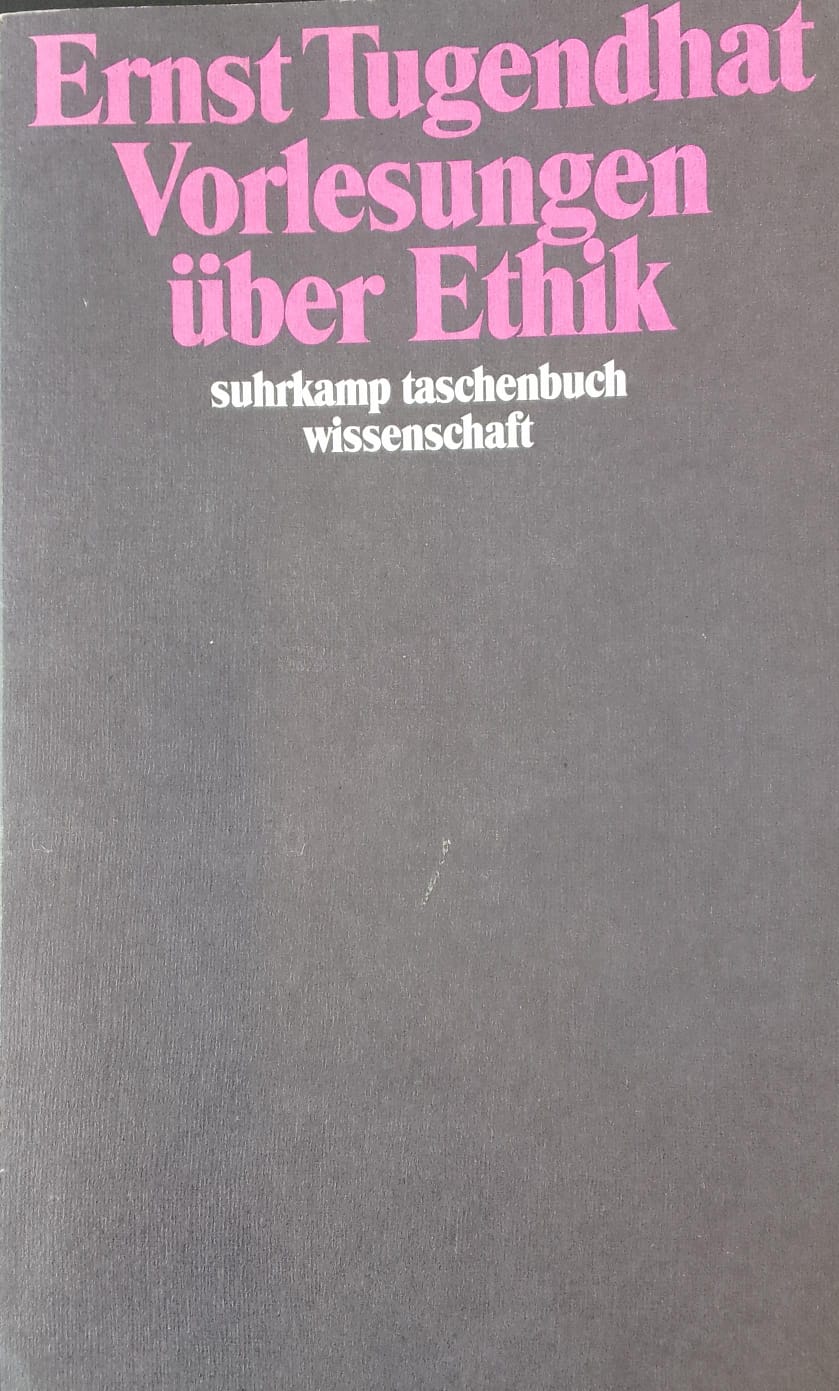 Ernst Tugendhat
Vorlesungen
über Ethik
suhrkamp taschenbuch
wissenschaft